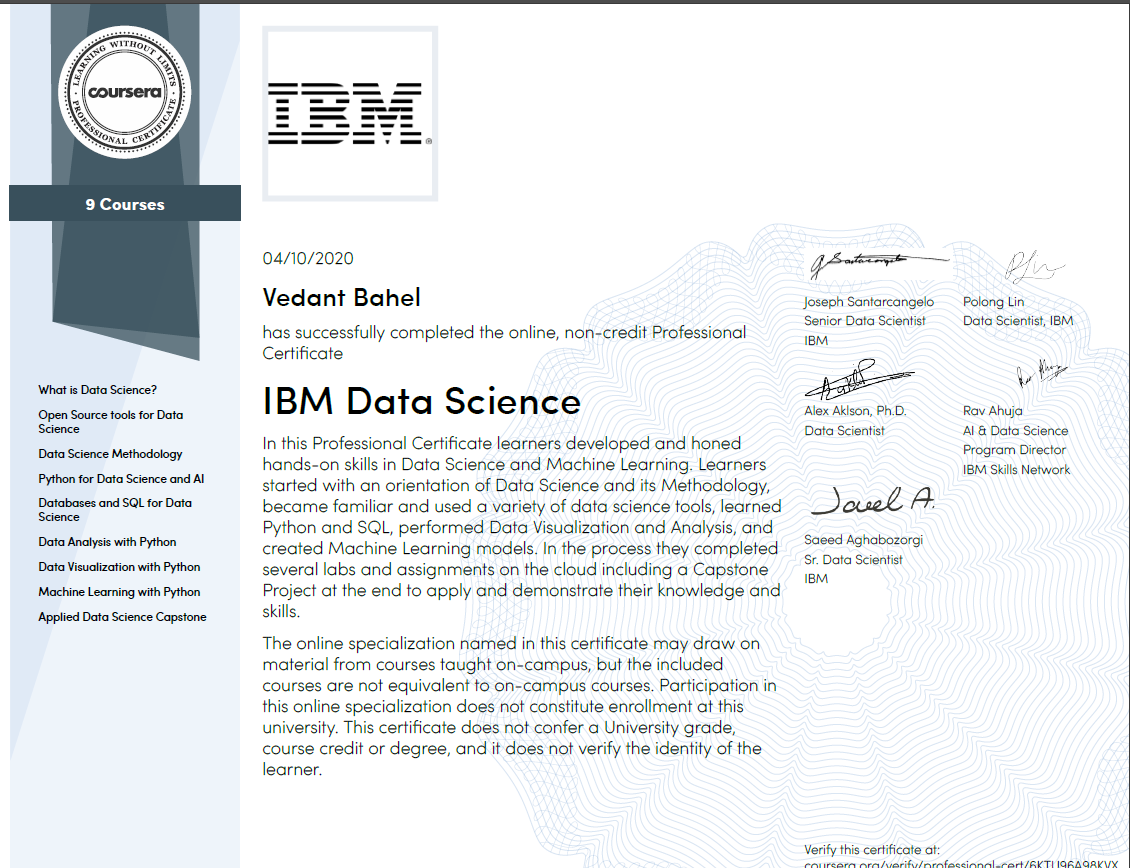 LEARNING WITHOUT LIMITS
coursera
PROFESSIONAL CERTIFICATE
9 Courses
What is Data Science?
Open Source tools for Data
Science
Data Science Methodology
Python for Data Science and AI
Databases and SQL for Data
Science
Data Analysis with Python
Data Visualization with Python
Machine Learning with Python
Applied Data Science Capstone
IBM®
04/10/2020
Vedant Bahel
has successfully completed the online, non-credit Professional
Certificate
IBM Data Science
In this Professional Certificate learners developed and honed
hands-on skills in Data Science and Machine Learning. Learners
started with an orientation of Data Science and its Methodology,
became familiar and used a variety of data science tools, learned
Python and SQL, performed Data Visualization and Analysis, and
created Machine Learning models. In the process they completed
several labs and assignments on the cloud including a Capstone
Project at the end to apply and demonstrate their knowledge and
skills.
The online specialization named in this certificate may draw on
material from courses taught on-campus, but the included
courses are not equivalent to on-campus courses. Participation in
this online specialization does not constitute enrollment at this
university. This certificate does not confer a University grade,
course credit or degree, and it does not verify the identity of the
learner.
Joseph Santarcangelo
Senior Data Scientist
IBM
Polong Lin
Data Scientist, IBM
Alex Aklson, Ph.D.
Data Scientist
Rav Ahuja
AI & Data Science
Program Director
IBM Skills Network
Saeed Aghabozorgi
Sr. Data Scientist
IBM
Verify this certificate at:
coursera.org/verify/professional-cert/6KTU96A98KVX